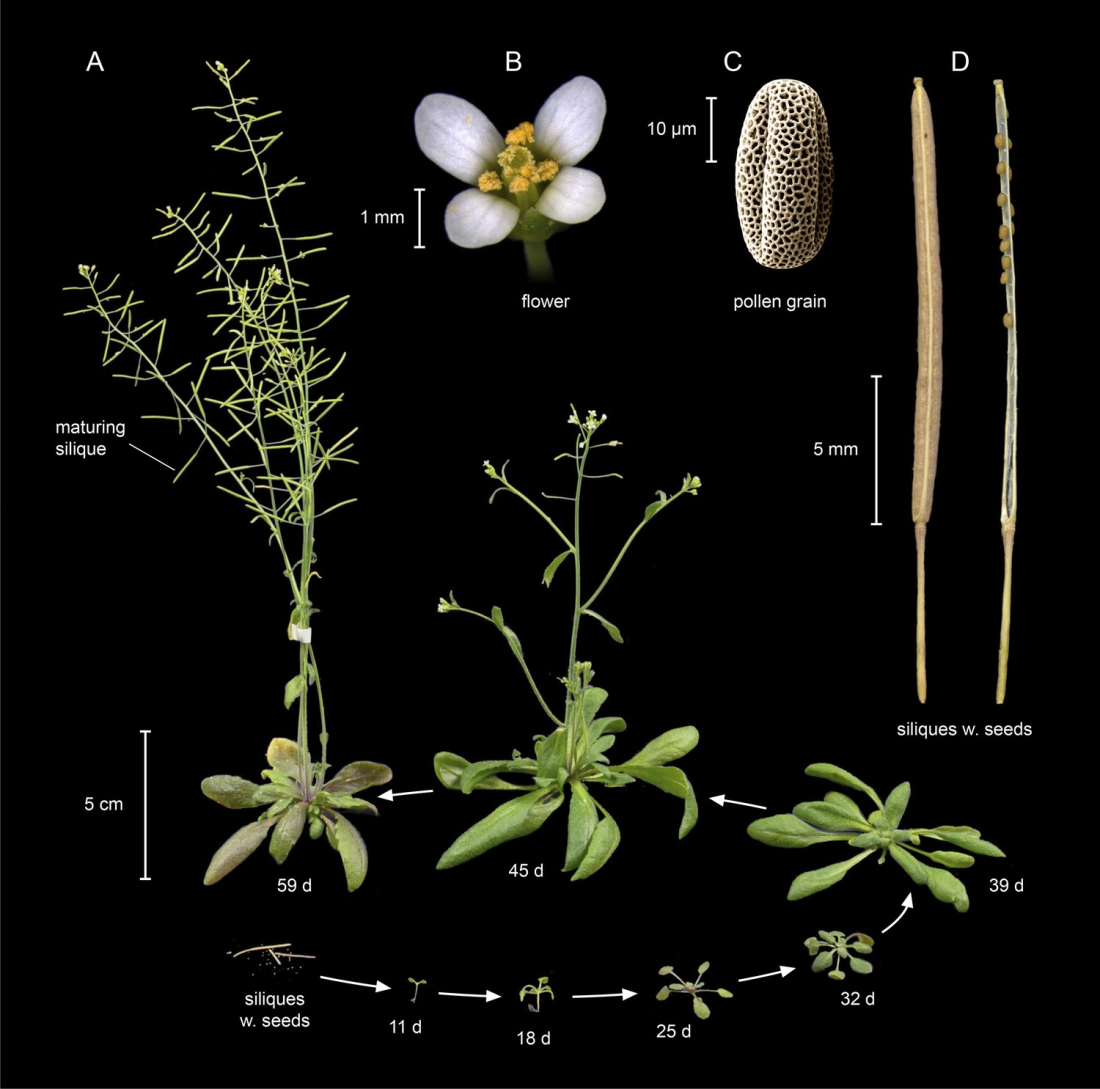 A
B
C
D
10 µm
1 mm
flower
pollen grain
maturing
silique
5 mm
siliques w. seeds
5 cm
59 d
45 d
39 d
siliques
w. seeds
11 d
18 d
25 d
32 d